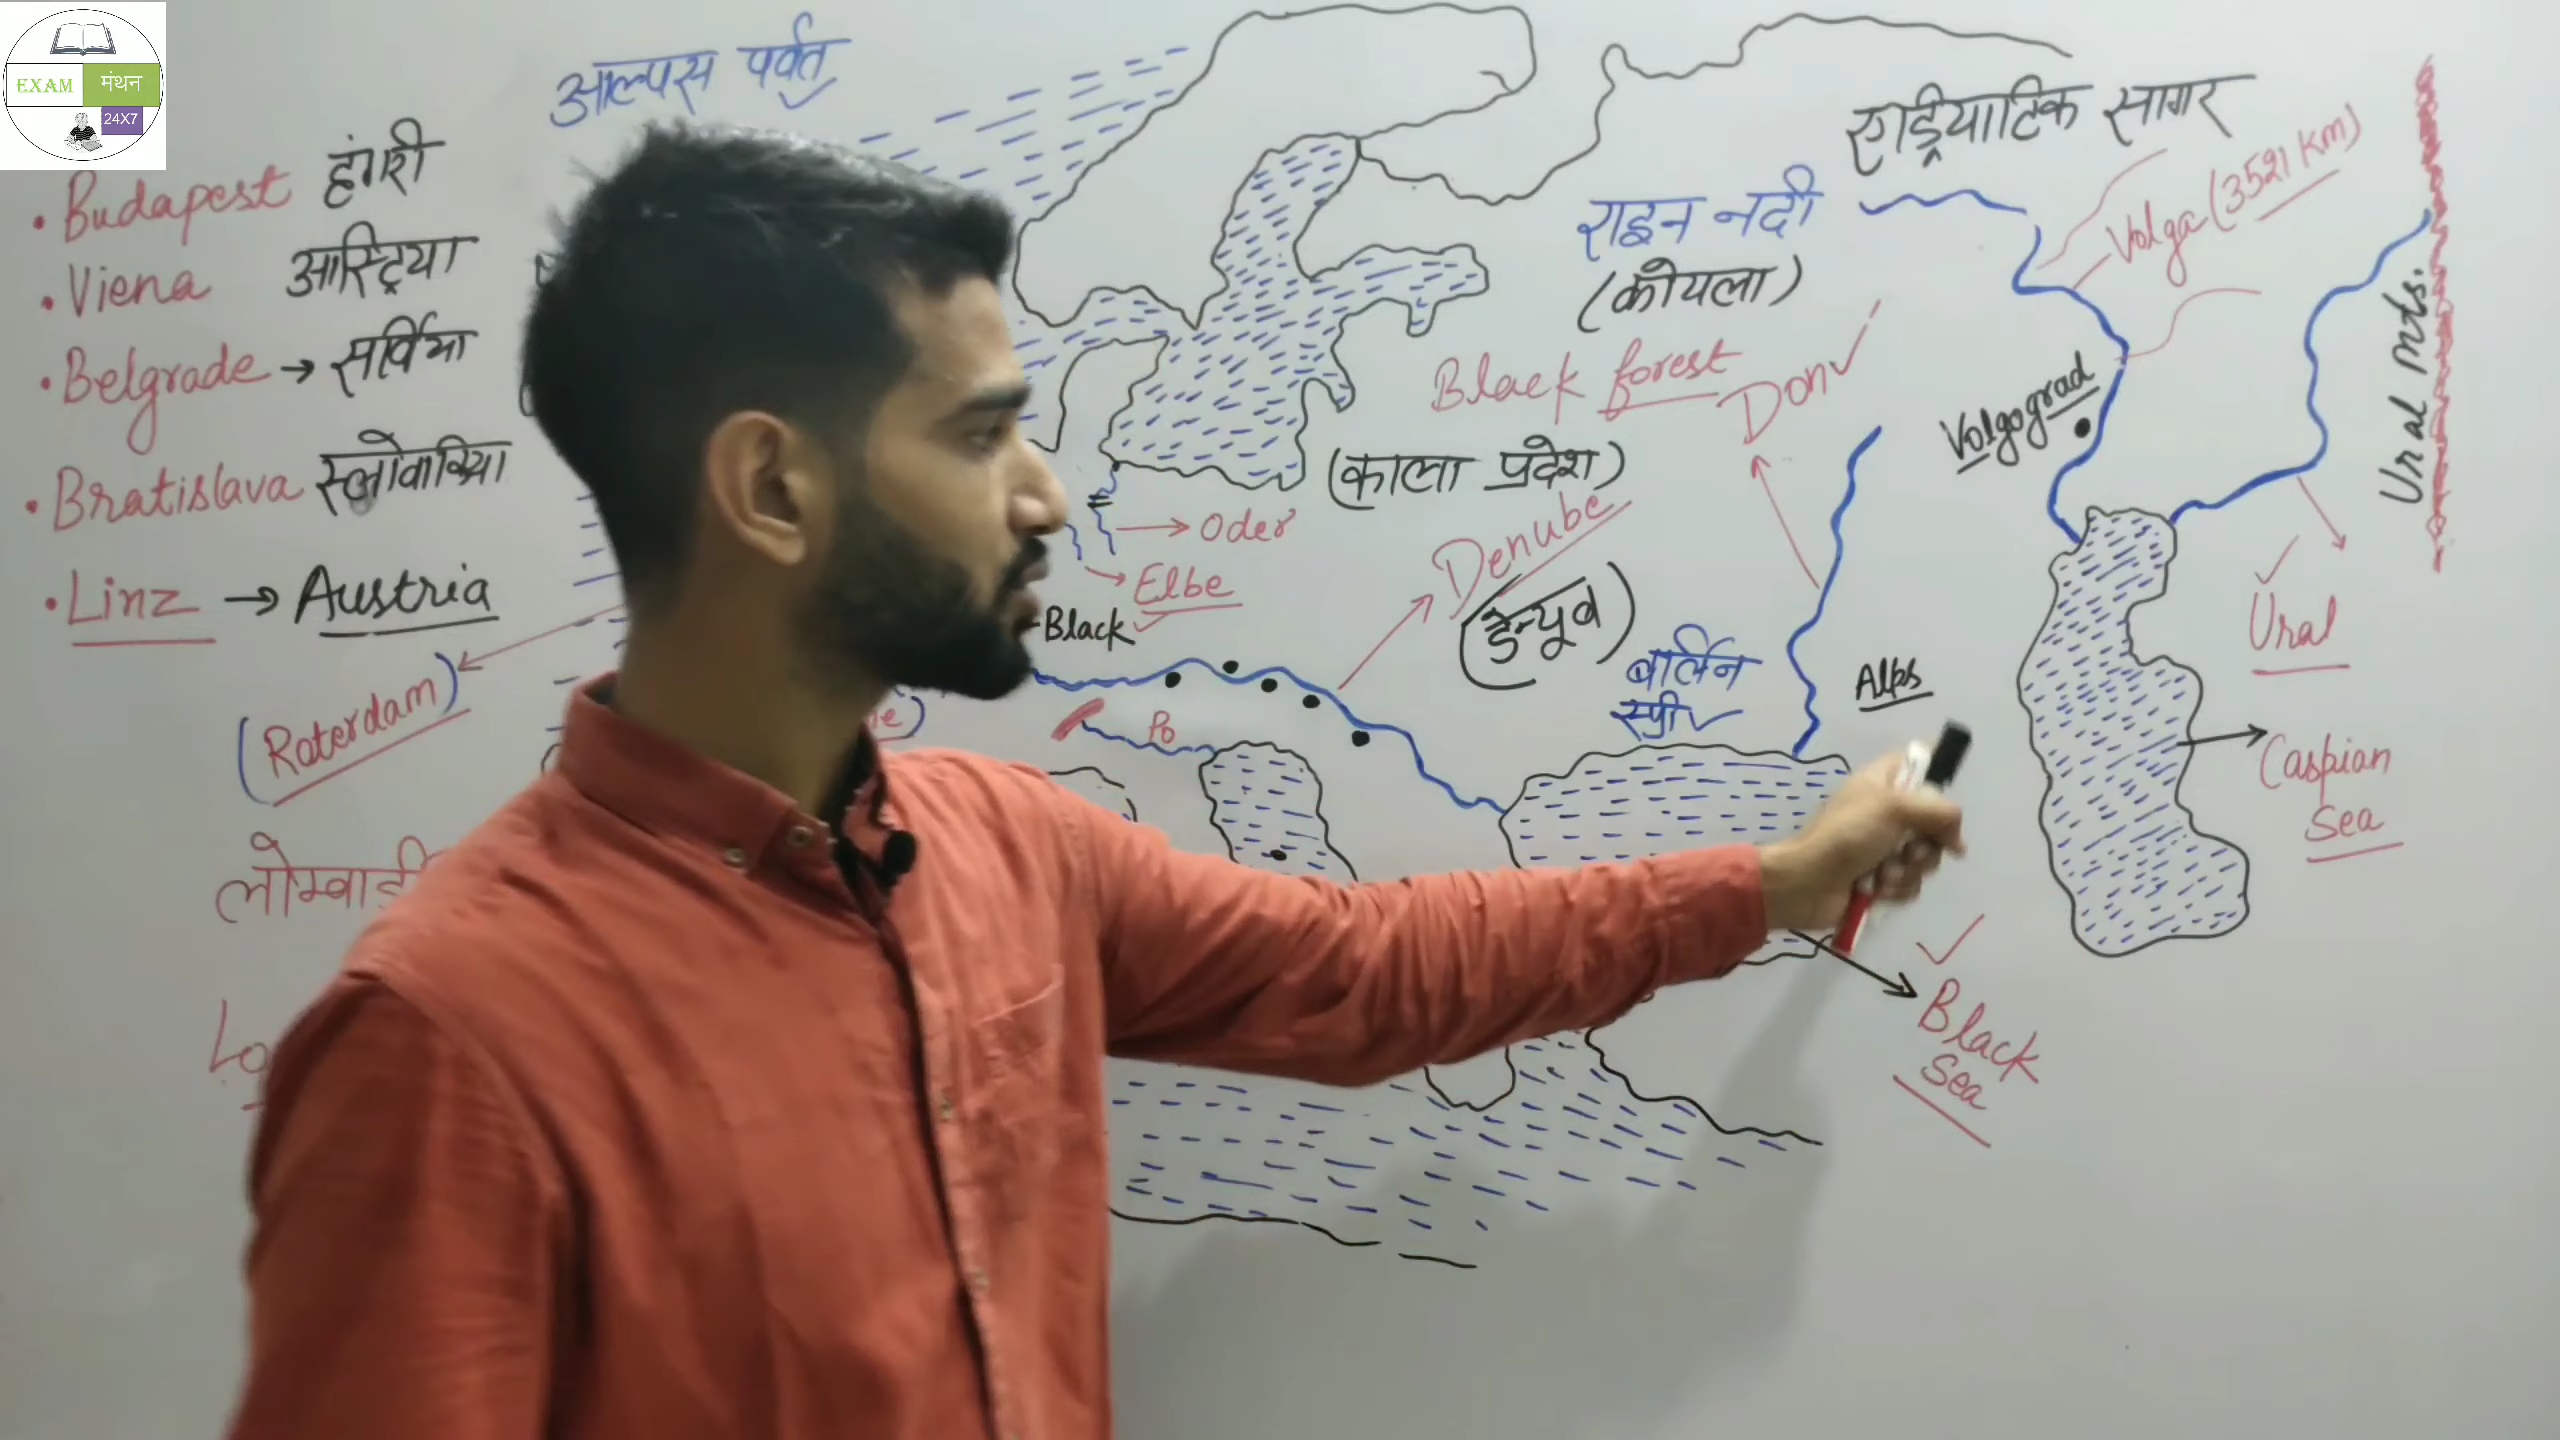 EXAM मंथन
24X7
आल्पस पर्वत
• Budapest हंगरी
• Viena आस्ट्रिया
• Belgrade → सर्विया
• Bratislava स्लोवाकिया
• Linz → Austria
(Roterdam)
लोम्बार्डी
Lo
एड्रियाटिक सागर
राइन नदी
(कोयला)
Volga (3521 Km)
Black forest
Don
(काला प्रदेश)
Volgograd
Ural mts.
→ Oder
→ Elbe
Black
Denube
(डेन्यूब)
बर्लिन
स्प्री
Alps
Ural
Po
Caspian
Sea
Black
Sea